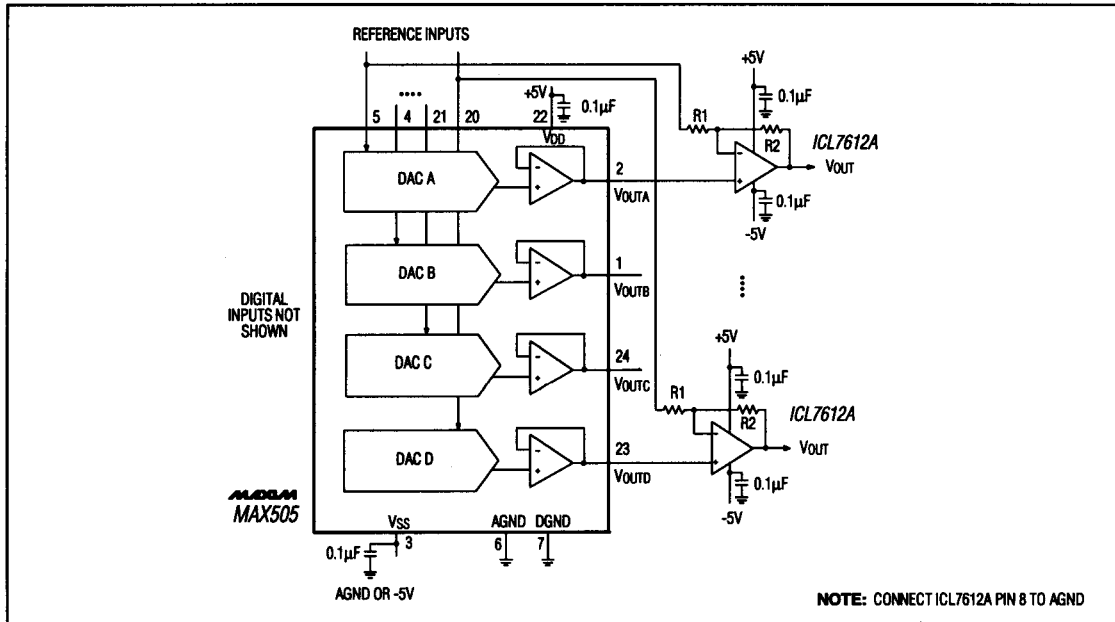 REFERENCE INPUTS
+5V
....
+5V
0.1µF
0.1µF
5 4 21 20 22
R1
VDD
R2
ICL7612A
VOUT
DAC A
2
VOUTA
0.1µF
-5V
DAC B
1
VOUTB
DIGITAL
INPUTS NOT
SHOWN
....
+5V
DAC C
24
VOUTC
0.1µF
R1
R2
ICL7612A
VOUT
DAC D
23
VOUTD
0.1µF
-5V
MAXIM
MAX505
VSS
AGND DGND
0.1µF
3
6
7
AGND OR -5V
NOTE: CONNECT ICL7612A PIN 8 TO AGND